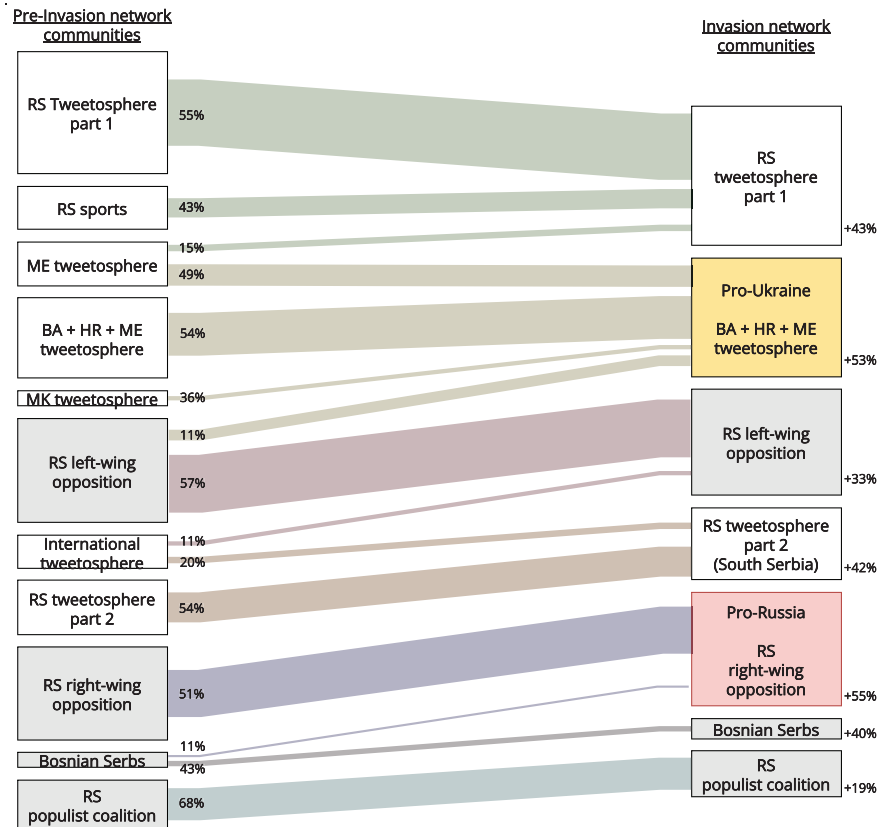 Pre-Invasion network
communities
RS Tweetosphere
part 1
55%
RS sports
43%
15%
ME tweetosphere
49%
BA + HR + ME
tweetosphere
54%
MK tweetosphere
36%
11%
RS left-wing
opposition
57%
International
tweetosphere
11%
20%
RS tweetosphere
part 2
54%
RS right-wing
opposition
51%
11%
Bosnian Serbs
43%
RS
populist coalition
68%
Invasion network
communities
RS
tweetosphere
part 1
+43%
Pro-Ukraine
BA + HR + ME
tweetosphere
+53%
RS left-wing
opposition
+33%
RS tweetosphere
part 2
(South Serbia)
+42%
Pro-Russia
RS
right-wing
opposition
+55%
Bosnian Serbs
+40%
RS
populist coalition
+19%